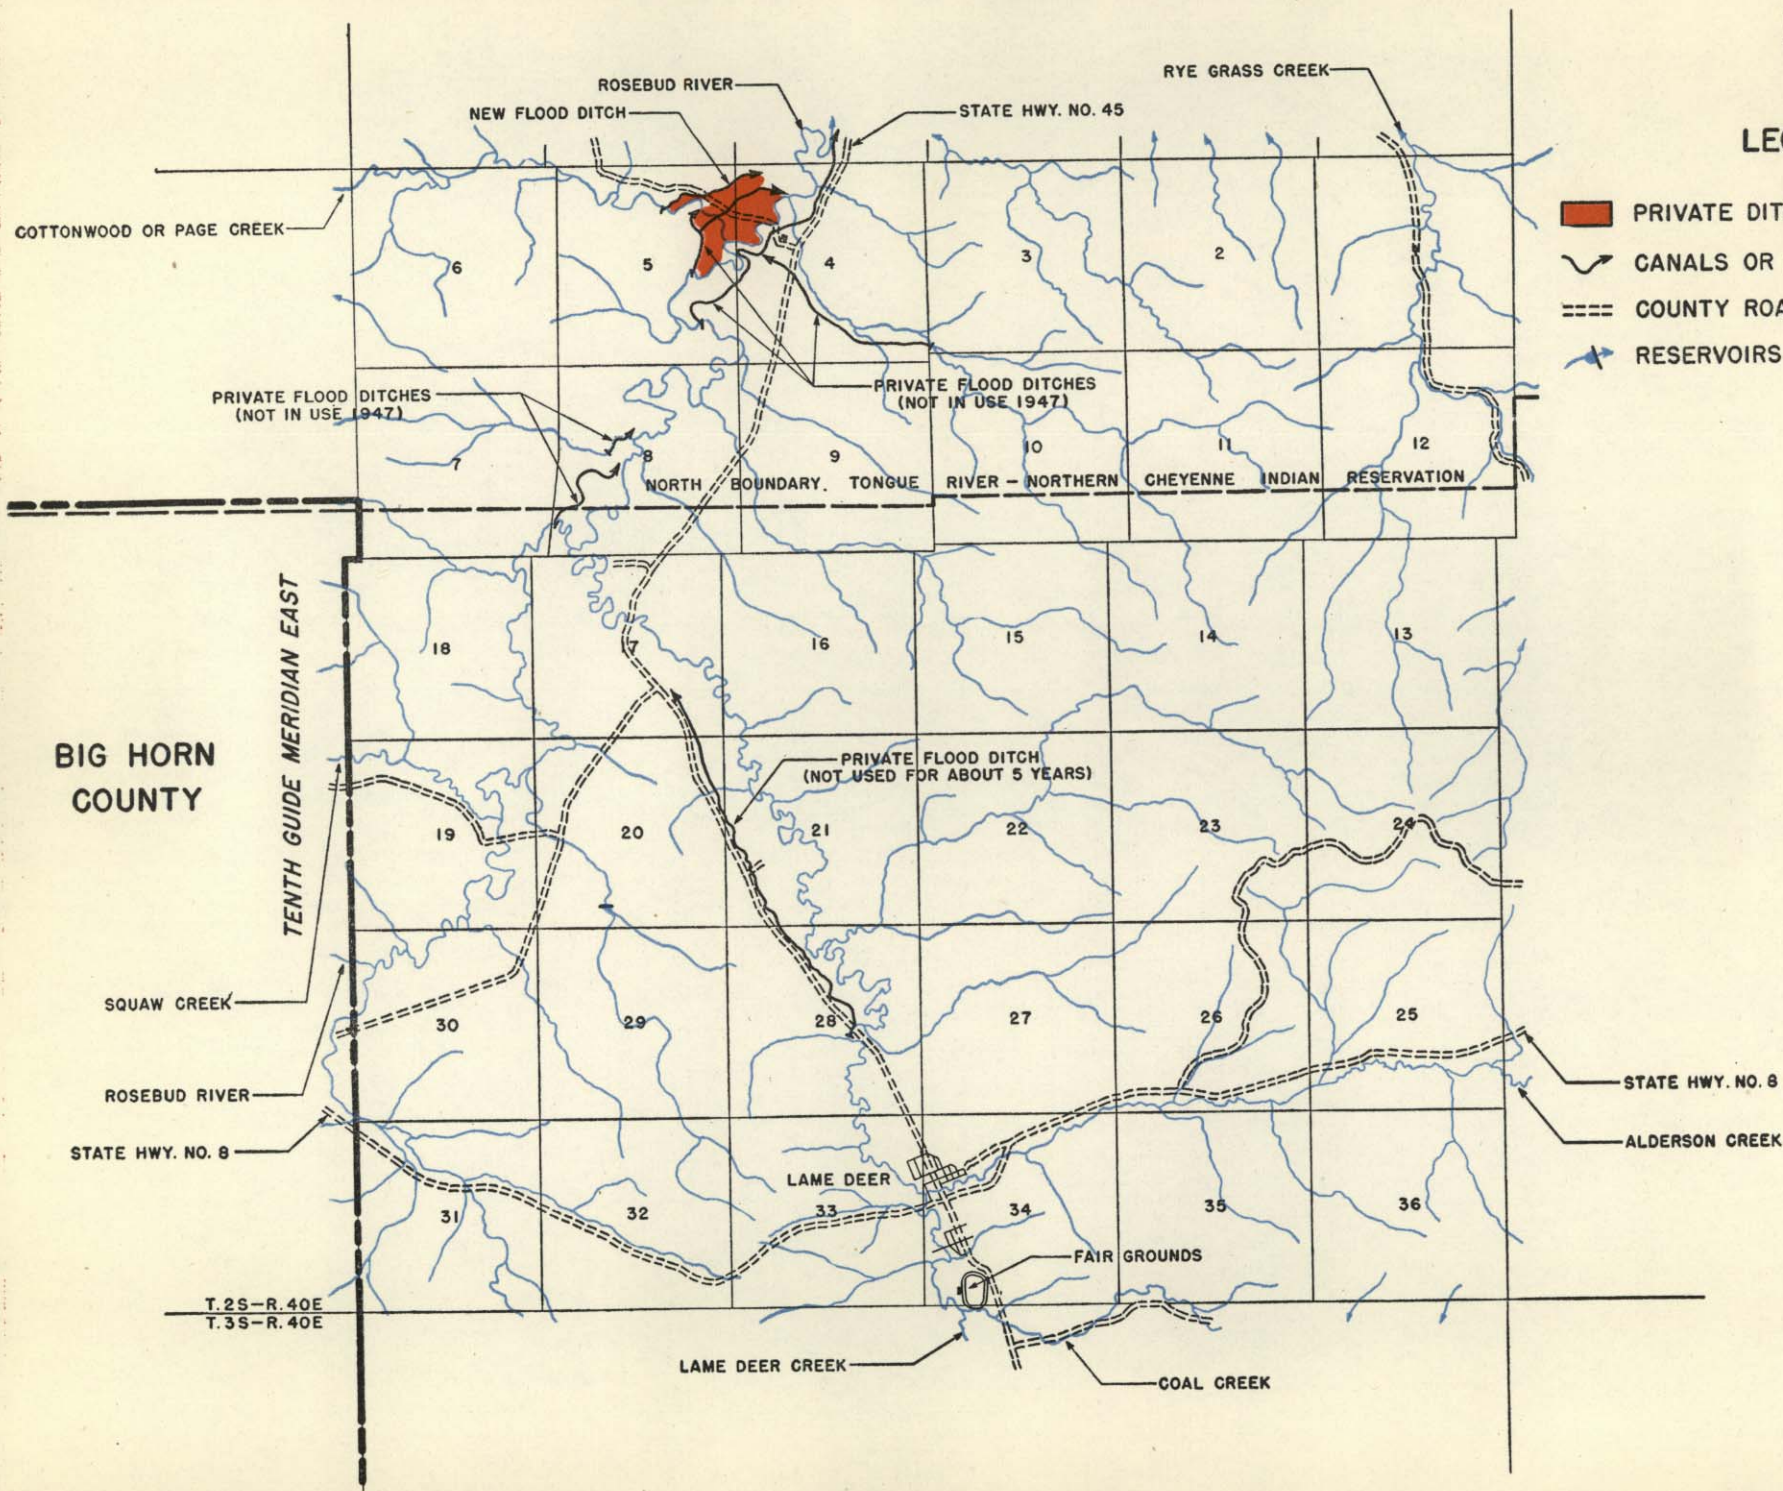 ROSEBUD RIVER
RYE GRASS CREEK
NEW FLOOD DITCH
STATE HWY. NO. 45
COTTONWOOD OR PAGE CREEK
6
5
4
3
2
PRIVATE FLOOD DITCHES
(NOT IN USE 1947)
PRIVATE FLOOD DITCHES
(NOT IN USE 1947)
7
8
9
10
11
12
NORTH BOUNDARY. TONGUE RIVER - NORTHERN CHEYENNE INDIAN RESERVATION
18
17
16
15
14
13
TENTH GUIDE MERIDIAN EAST
BIG HORN
COUNTY
PRIVATE FLOOD DITCH
(NOT USED FOR ABOUT 5 YEARS)
19
20
21
22
23
24
SQUAW CREEK
30
29
28
27
26
25
ROSEBUD RIVER
STATE HWY. NO. 8
STATE HWY. NO. 8
ALDERSON CREEK
LAME DEER
31
32
33
34
35
36
FAIR GROUNDS
T.2S-R.40E
T.3S-R.40E
LAME DEER CREEK
COAL CREEK
PRIVATE DIT
CANALS OR
COUNTY ROA
RESERVOIRS